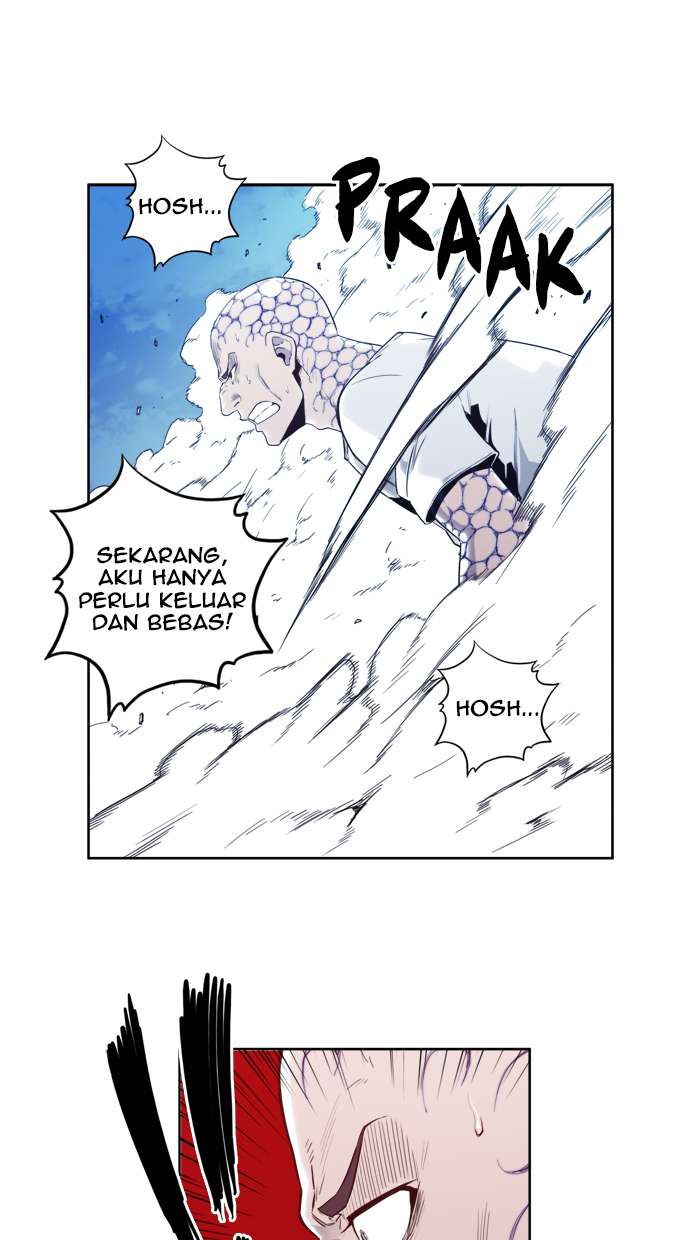 HOSH...
PRAAK
SEKARANG,
AKU HANYA
PERLU KELUAR
DAN BEBAS!
HOSH...